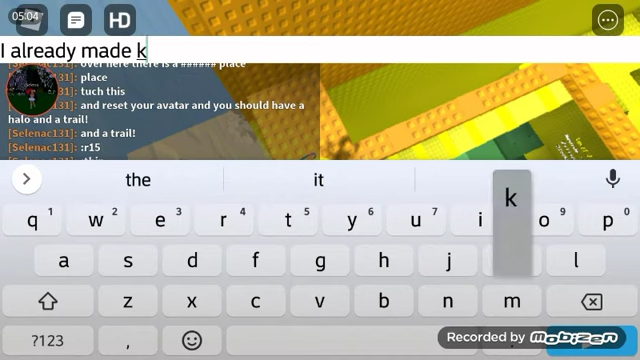 05:04
HD
I already made k
[Selenac131]: over here there is a ###### place
[Selenac131]: place
[Selenac131]: tuch this
[Selenac131]: and reset your avatar and you should have a
halo and a trail!
[Selenac131]: and a trail!
[Selenac131]: :r15
[Selenac131]:
the it
k
q 1 w 2 e 3 r 4 t 5 y 6 u 7 i o 9 p 0
a s d f g h j l
z x c v b n m
?123 ,
Recorded by mobizen